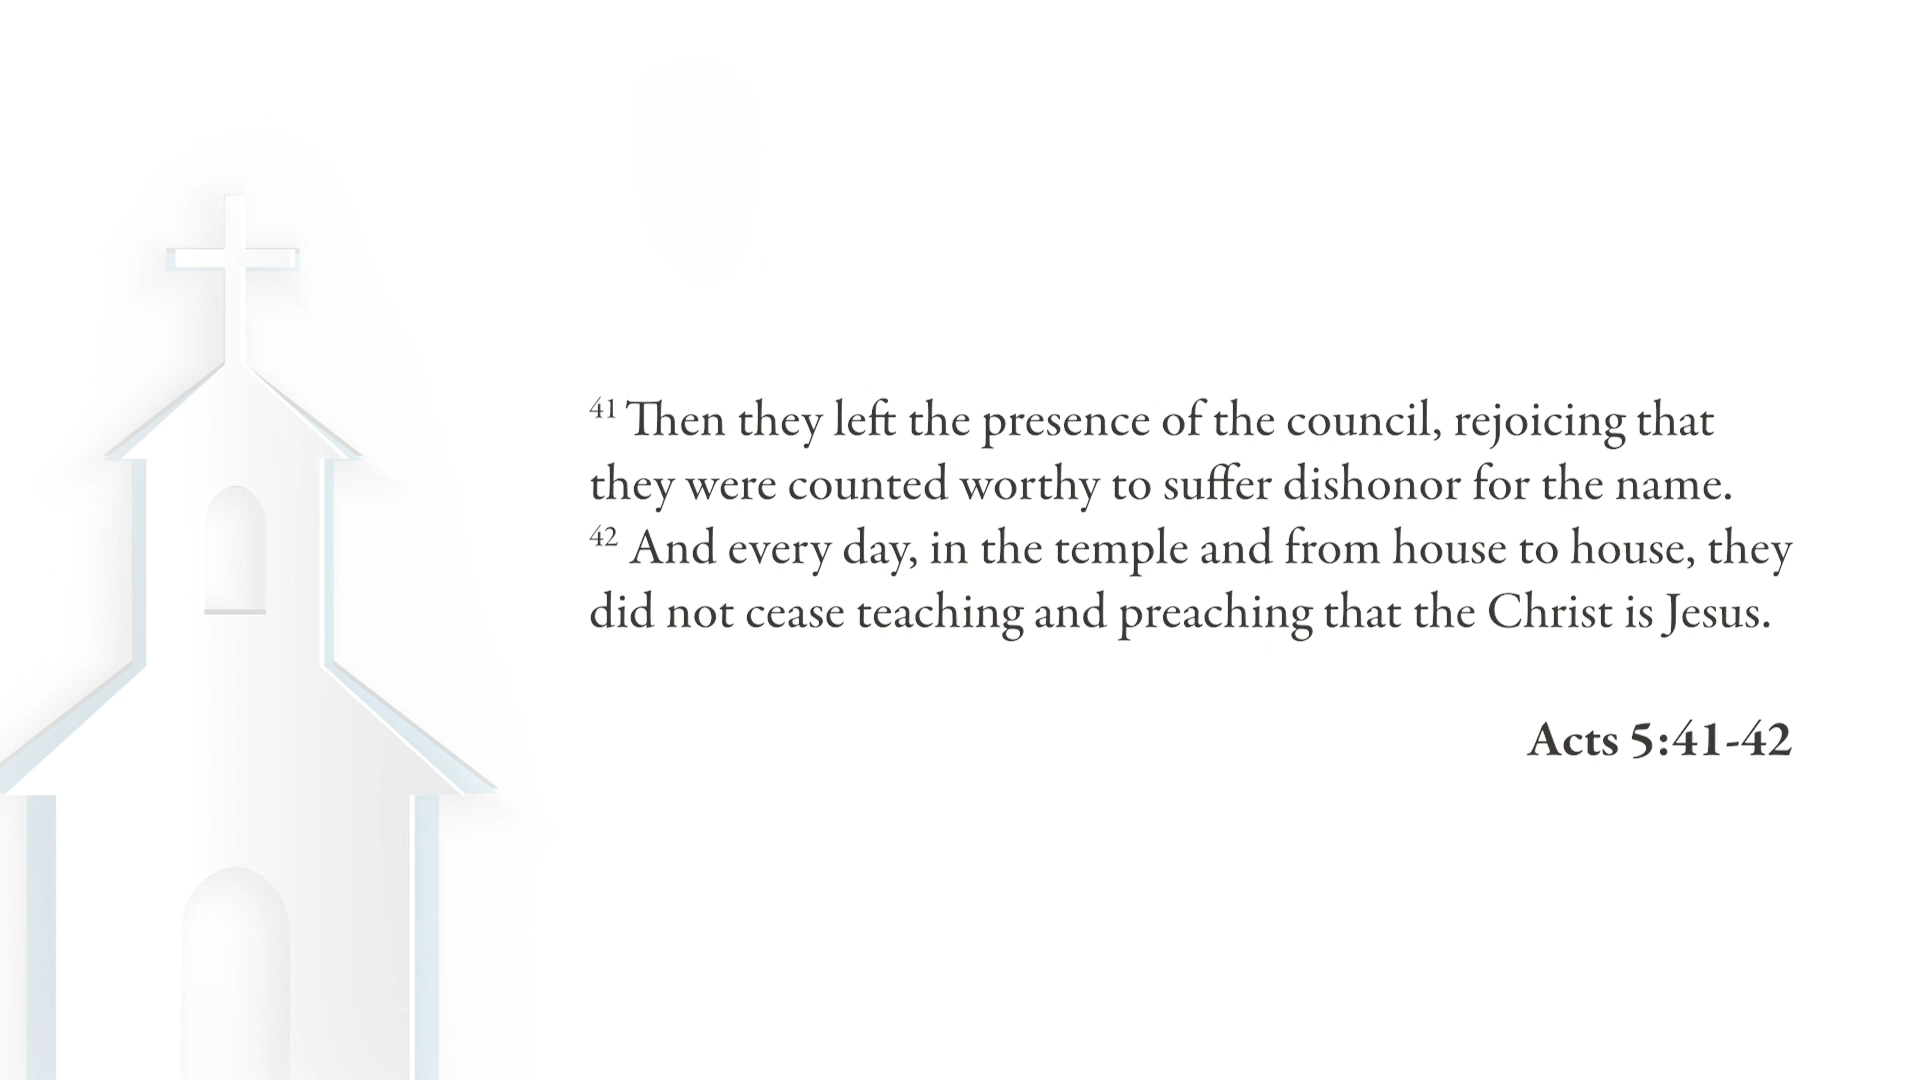 41 Then they left the presence of the council, rejoicing that
they were counted worthy to suffer dishonor for the name.
42 And every day, in the temple and from house to house, they
did not cease teaching and preaching that the Christ is Jesus.
Acts 5:41-42